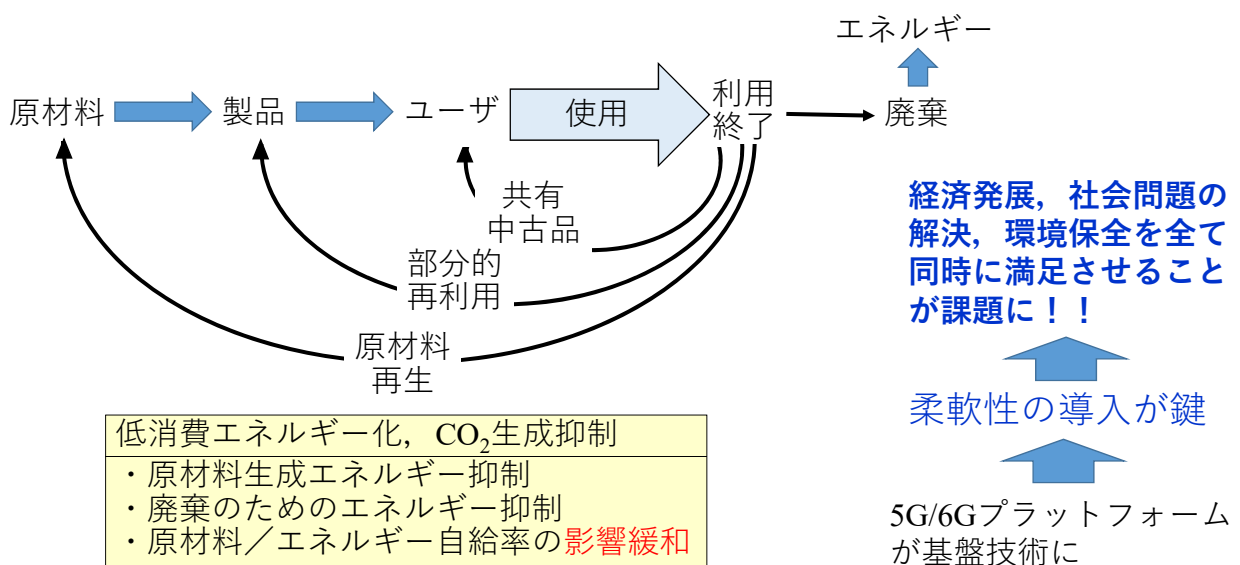 エネルギー
原材料
製品
ユーザ
使用
利用
終了
廃棄
共有
中古品
部分的
再利用
原材料
再生
経済発展，社会問題の
解決，環境保全を全て
同時に満足させること
が課題に！！
柔軟性の導入が鍵
5G/6Gプラットフォーム
が基盤技術に
低消費エネルギー化，CO2生成抑制
・原材料生成エネルギー抑制
・廃棄のためのエネルギー抑制
・原材料／エネルギー自給率の影響緩和